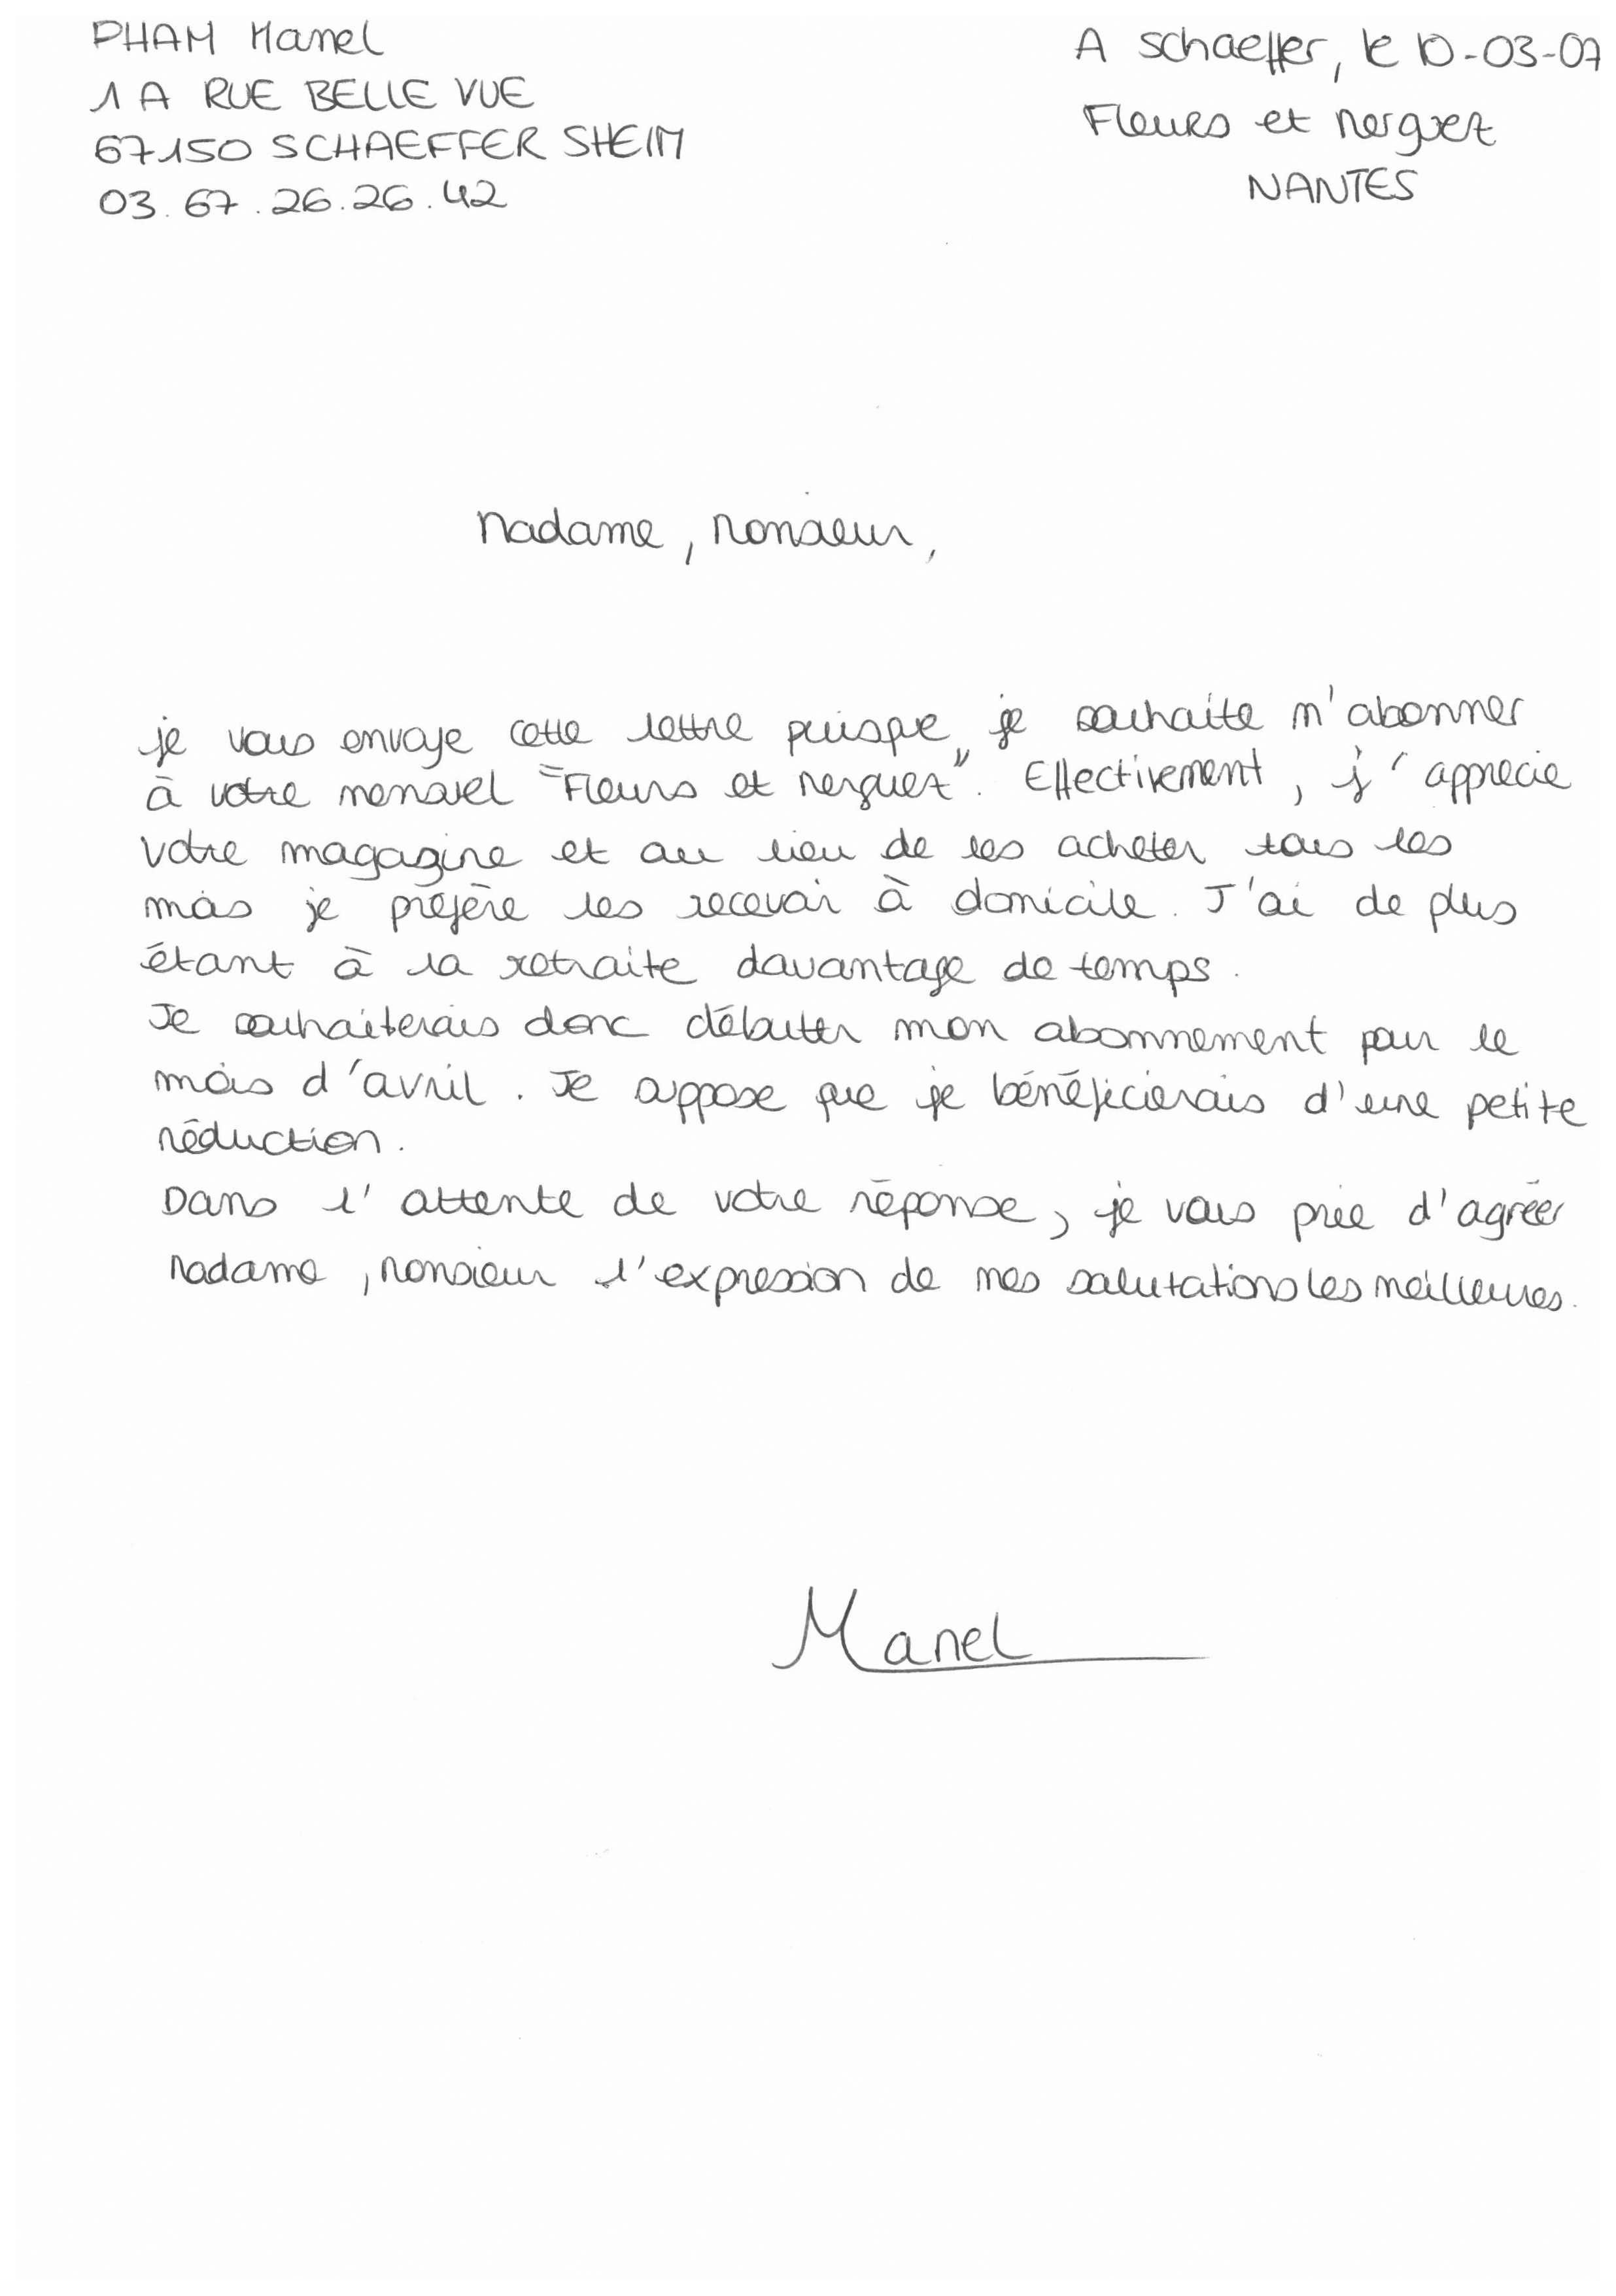 PHAM Manel
1A RUE BELLE VUE
67150 SCHAEFFER SHEIM
03.67.26.26.42
A Schaeffer, le 10-03-07
Fleurs et Merguez
NANTES
Madame, Monsieur,
je vous envoie cette lettre puisque je souhaite m'abonner
à votre mensuel "Fleurs et Merguez". Effectivement, j'apprecie
votre magazine et au lieu de les acheter tous les
mois je préfère les recevoir à domicile. J'ai de plus
étant à la retraite davantage de temps.
Je souhaiterais donc débuter mon abonnement pour le
mois d'avril. Je suppose que je bénéficierais d'une petite
réduction.
Dans l'attente de votre réponse, je vous prie d'agréer
Madame, Monsieur l'expression de mes salutations les meilleures.
Manel